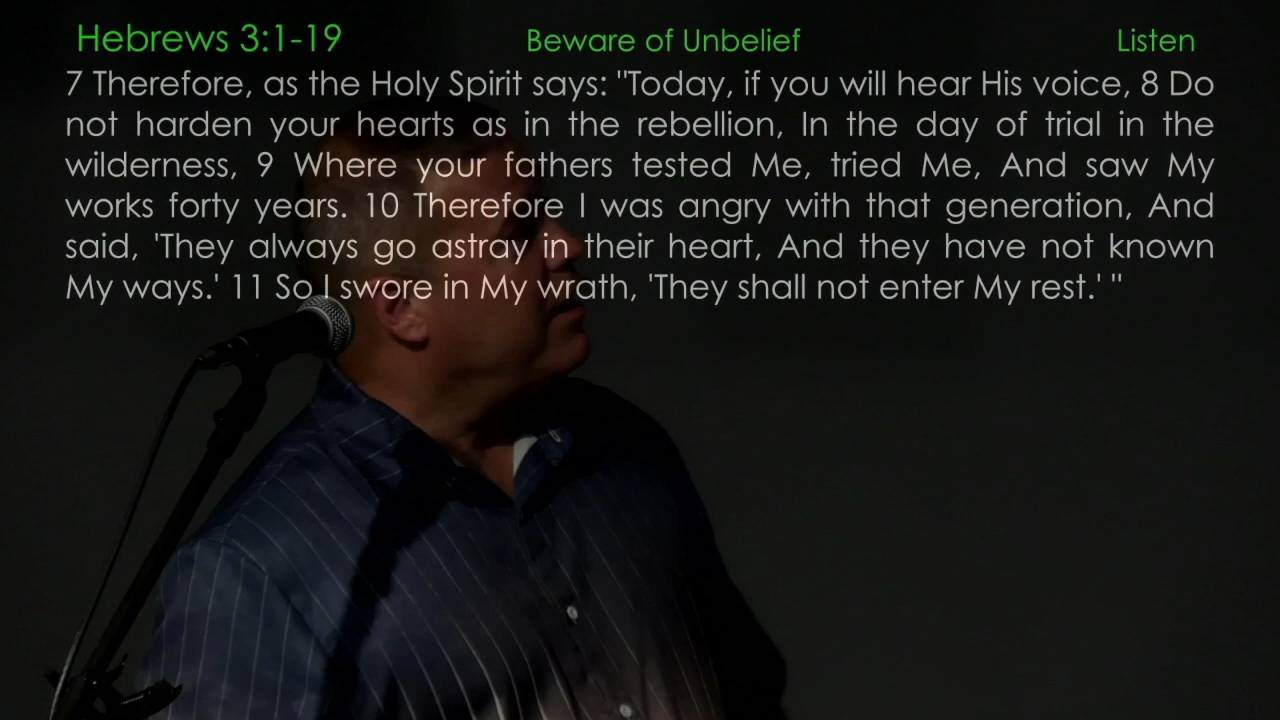 Hebrews 3:1-19 Beware of Unbelief Listen
7 Therefore, as the Holy Spirit says: "Today, if you will hear His voice, 8 Do
not harden your hearts as in the rebellion, In the day of trial in the
wilderness, 9 Where your fathers tested Me, tried Me, And saw My
works forty years. 10 Therefore I was angry with that generation, And
said, 'They always go astray in their heart, And they have not known
My ways.' 11 So I swore in My wrath, 'They shall not enter My rest.' "